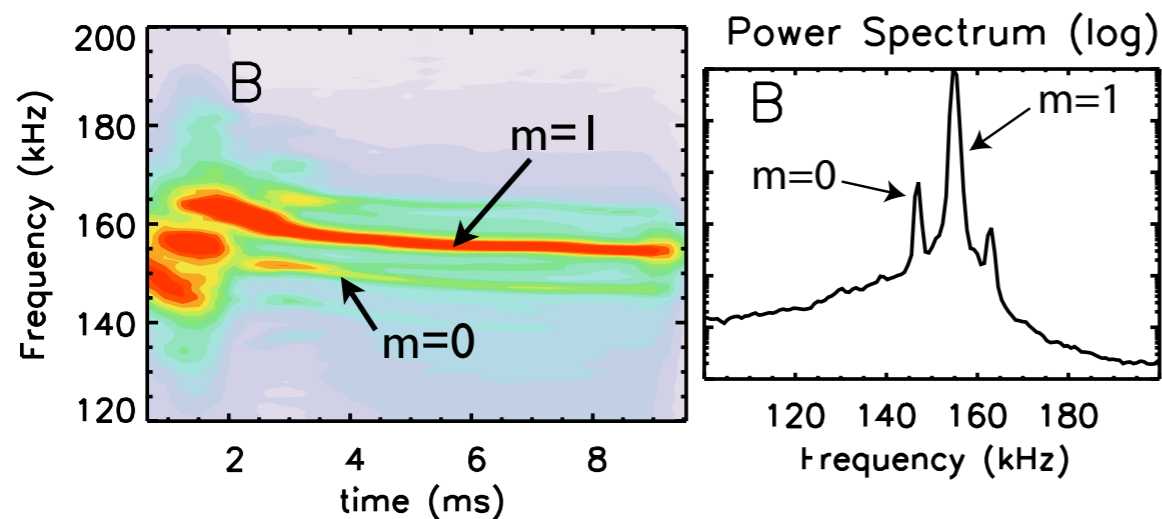 Power Spectrum (log)
200
180
160
140
120
Frequency (kHz)
B
m=1
m=0
2 4 6 8
time (ms)
B
m=1
m=0
120 140 160 180
Frequency (kHz)